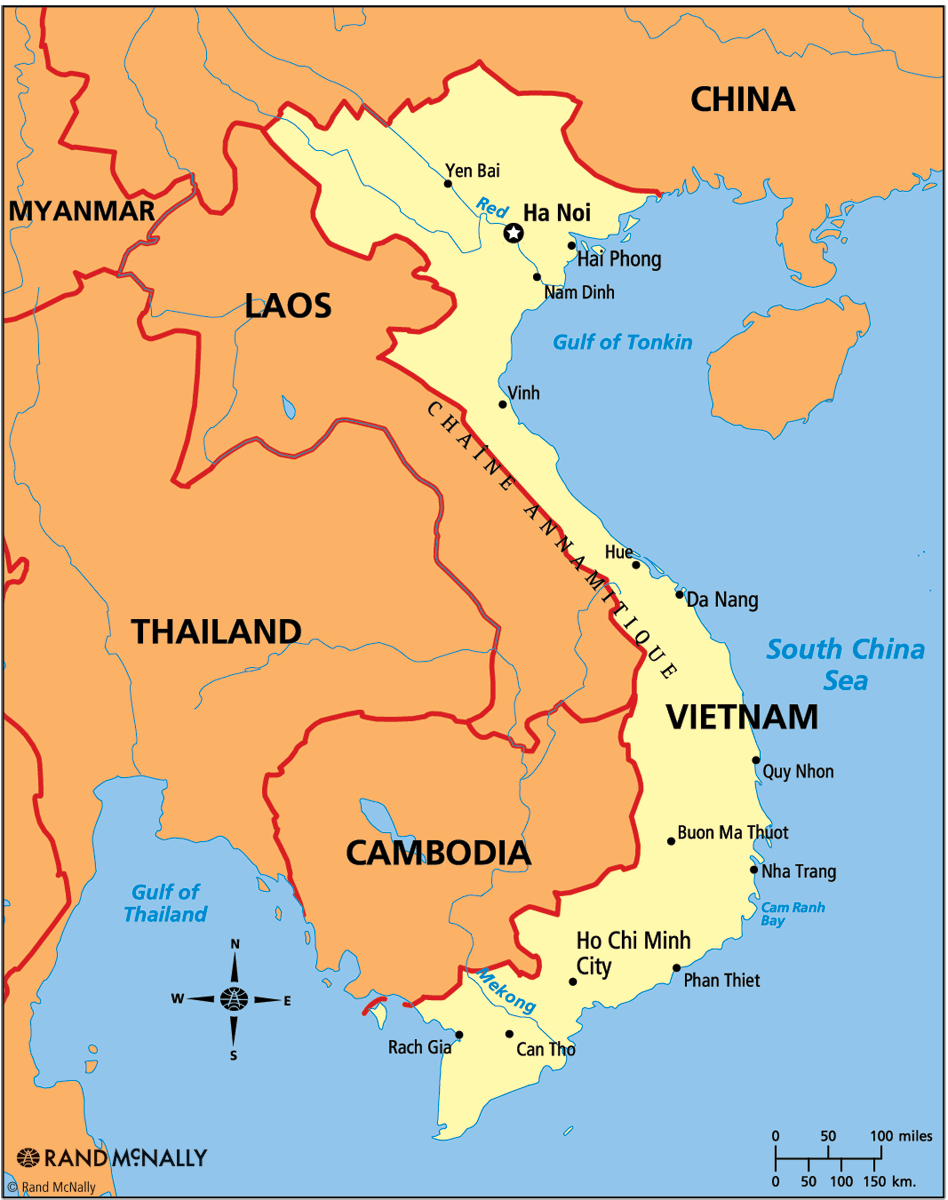 CHINA
Yen Bai
MYANMAR
Red
Ha Noi
Hai Phong
Nam Dinh
LAOS
Gulf of Tonkin
Vinh
CHAÎNE ANNAMITIQUE
Hue
Da Nang
THAILAND
South China
Sea
VIETNAM
Quy Nhon
Buon Ma Thuot
CAMBODIA
Nha Trang
Gulf of
Thailand
Cam Ranh
Bay
Ho Chi Minh
City
N
W E
S
Phan Thiet
Mekong
Rach Gia
Can Tho
0 50 100 miles
0 50 100 150 km.
RAND McNALLY
© Rand McNally